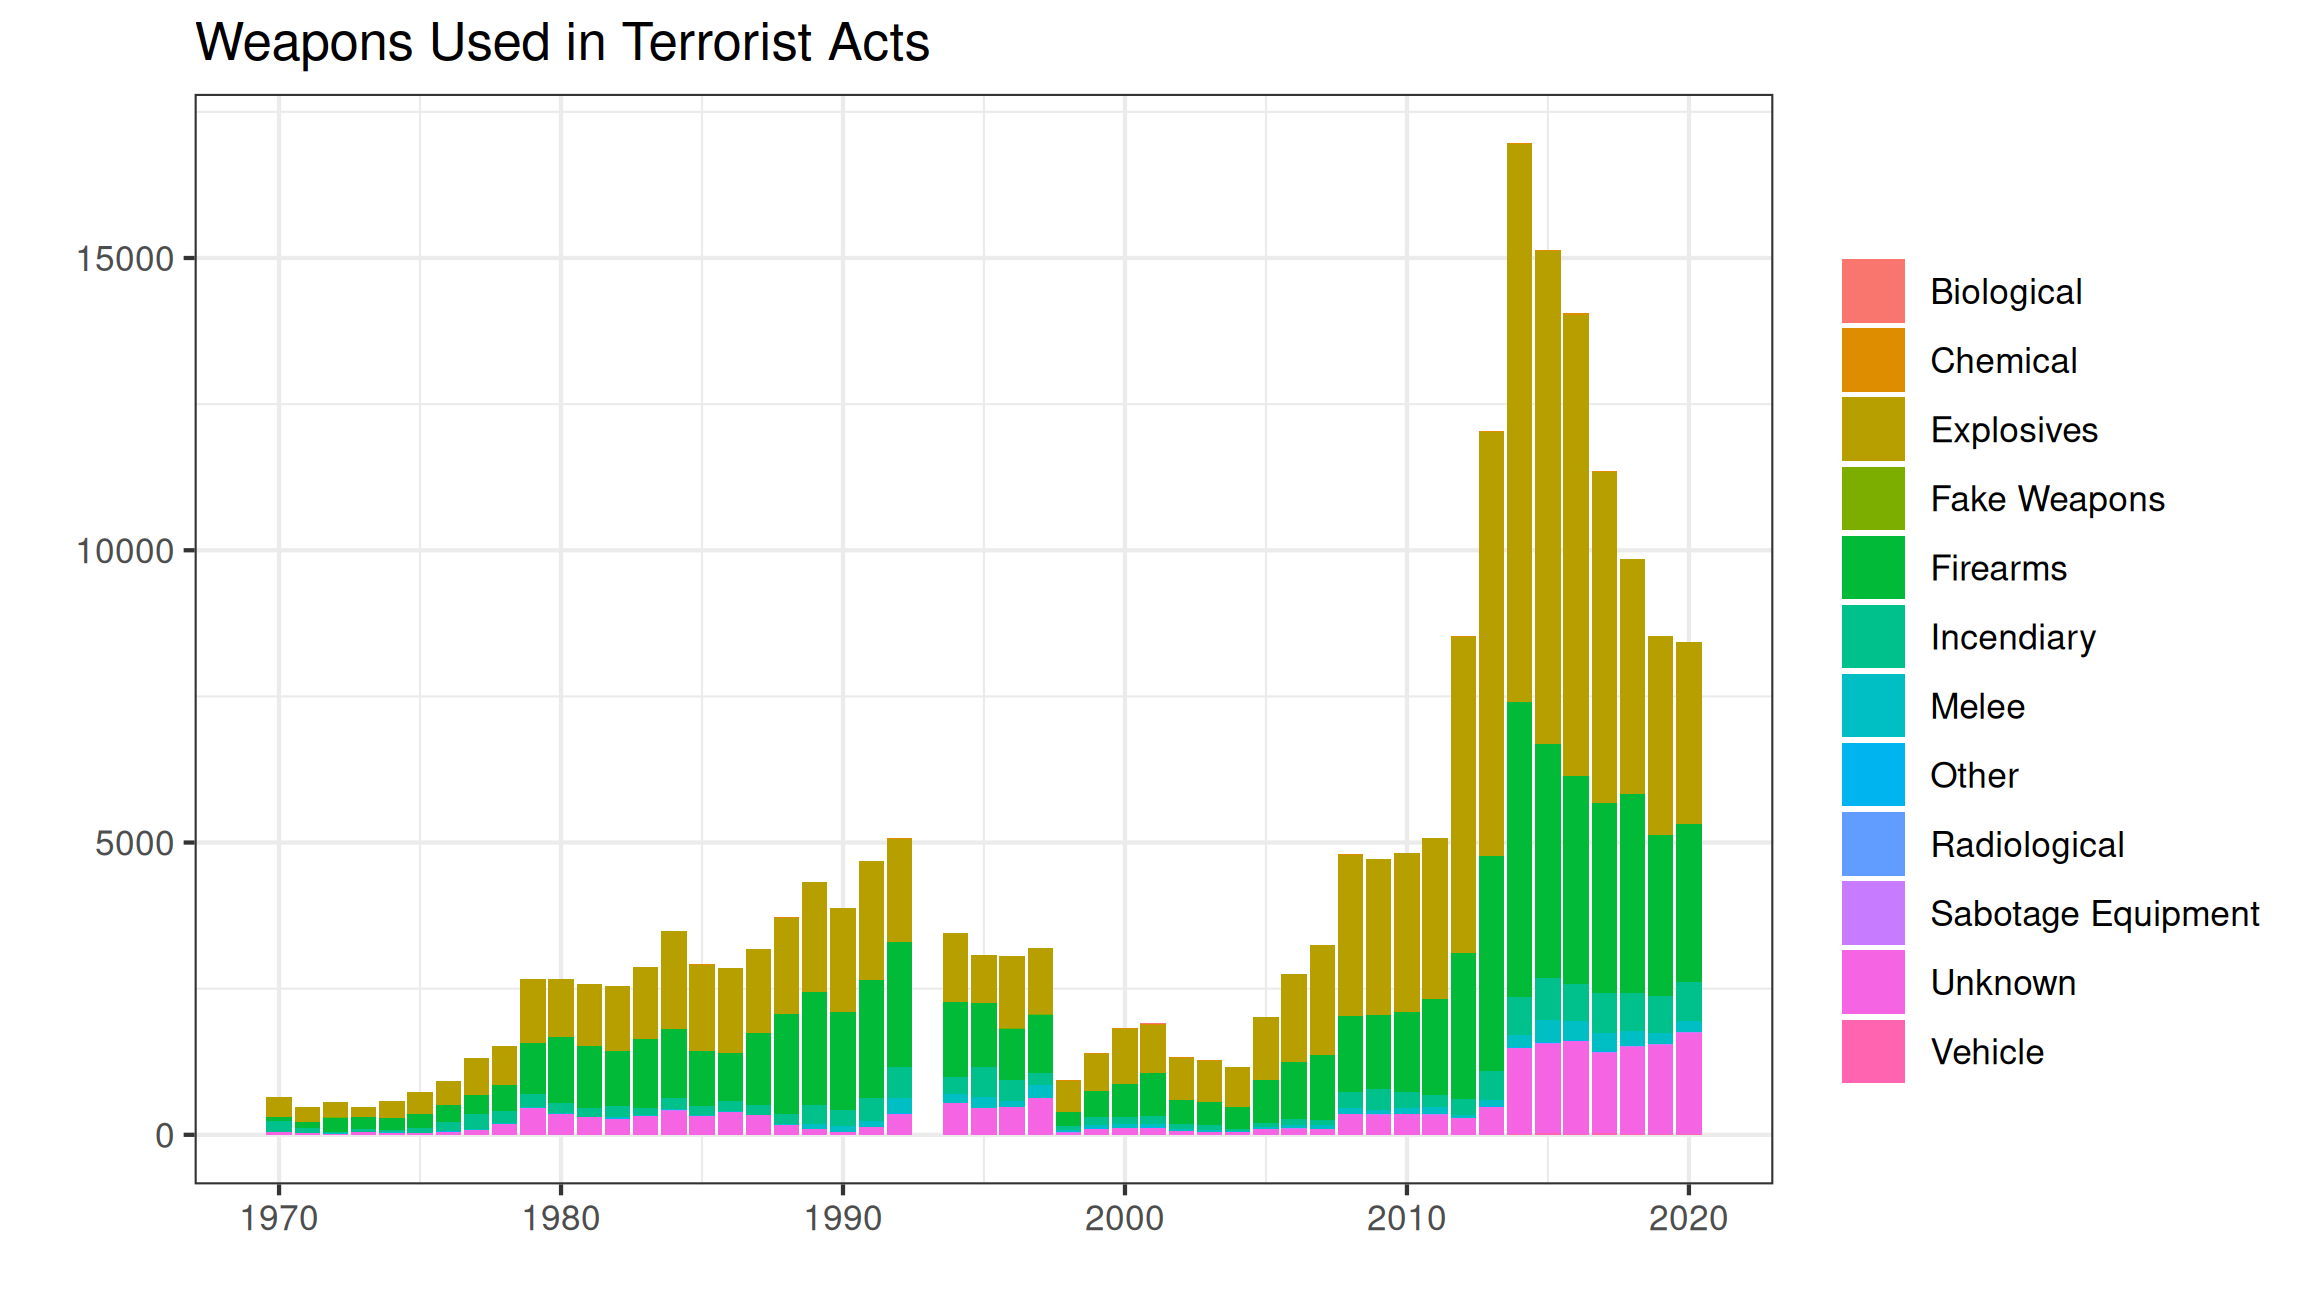 Weapons Used in Terrorist Acts
15000
10000
5000
0
1970
1980
1990
2000
2010
2020
Biological
Chemical
Explosives
Fake Weapons
Firearms
Incendiary
Melee
Other
Radiological
Sabotage Equipment
Unknown
Vehicle